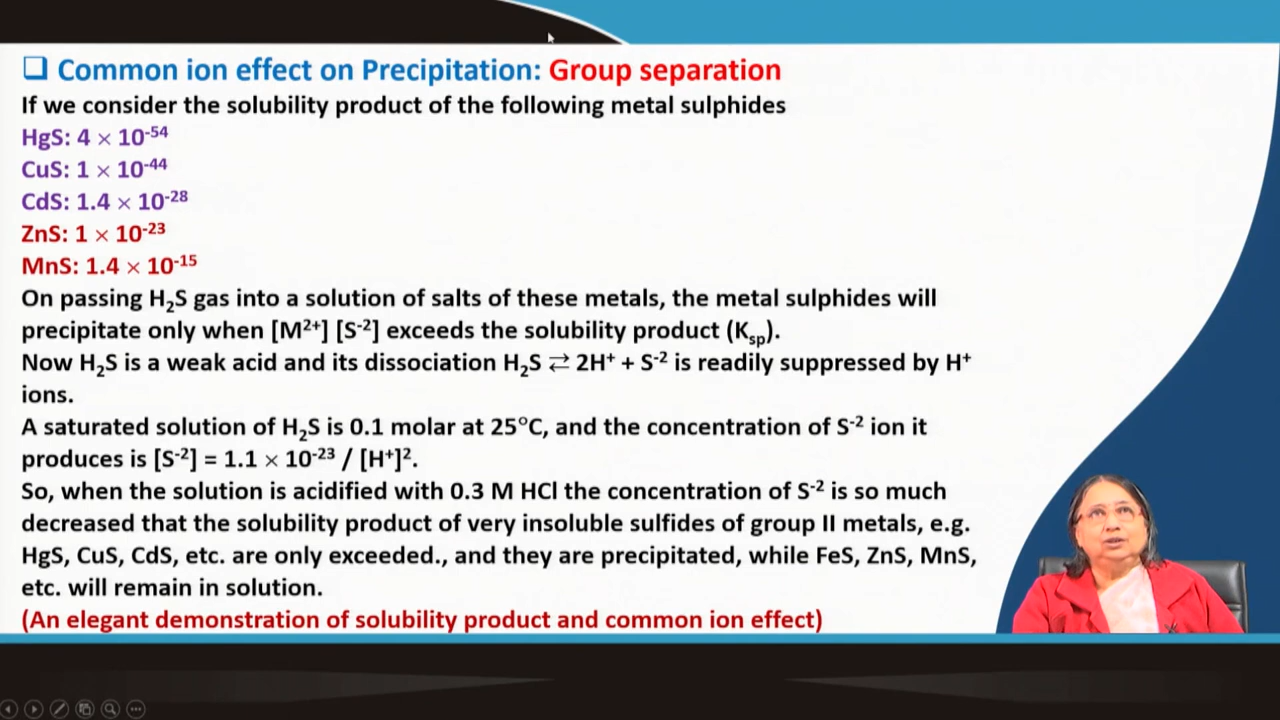 ❑ Common ion effect on Precipitation: Group separation
If we consider the solubility product of the following metal sulphides
HgS: 4 × 10⁻⁵⁴
CuS: 1 × 10⁻⁴⁴
CdS: 1.4 × 10⁻²⁸
ZnS: 1 × 10⁻²³
MnS: 1.4 × 10⁻¹⁵
On passing H₂S gas into a solution of salts of these metals, the metal sulphides will
precipitate only when [M²⁺] [S⁻²] exceeds the solubility product (Kₛₚ).
Now H₂S is a weak acid and its dissociation H₂S ⇄ 2H⁺ + S⁻² is readily suppressed by H⁺
ions.
A saturated solution of H₂S is 0.1 molar at 25°C, and the concentration of S⁻² ion it
produces is [S⁻²] = 1.1 × 10⁻²³ / [H⁺]².
So, when the solution is acidified with 0.3 M HCl the concentration of S⁻² is so much
decreased that the solubility product of very insoluble sulfides of group II metals, e.g.
HgS, CuS, CdS, etc. are only exceeded., and they are precipitated, while FeS, ZnS, MnS,
etc. will remain in solution.
(An elegant demonstration of solubility product and common ion effect)